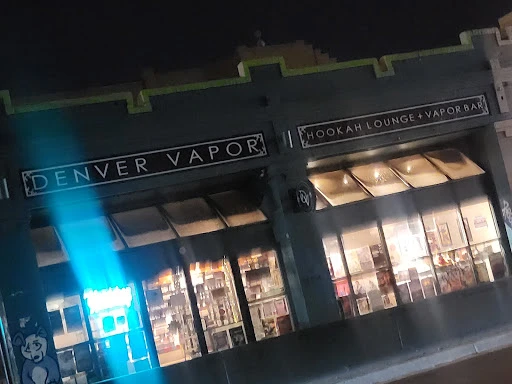 DENVER VAPOR
HOOKAH LOUNGE + VAPOR BAR